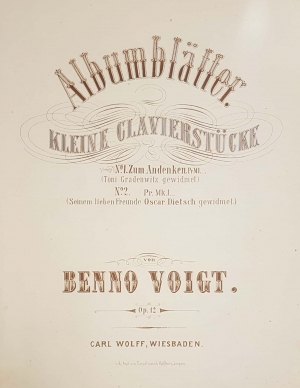 Albumblätter.
KLEINE CLAVIERSTÜCKE
No1. Zum Andenken.
(Toni Gradenwitz gewidmet)
No2. Pr. Mk.1.
(Seinem lieben Freunde Oscar Dietsch gewidmet.)
VON
BENNO VOIGT.
Op. 12
CARL WOLFF, WIESBADEN.